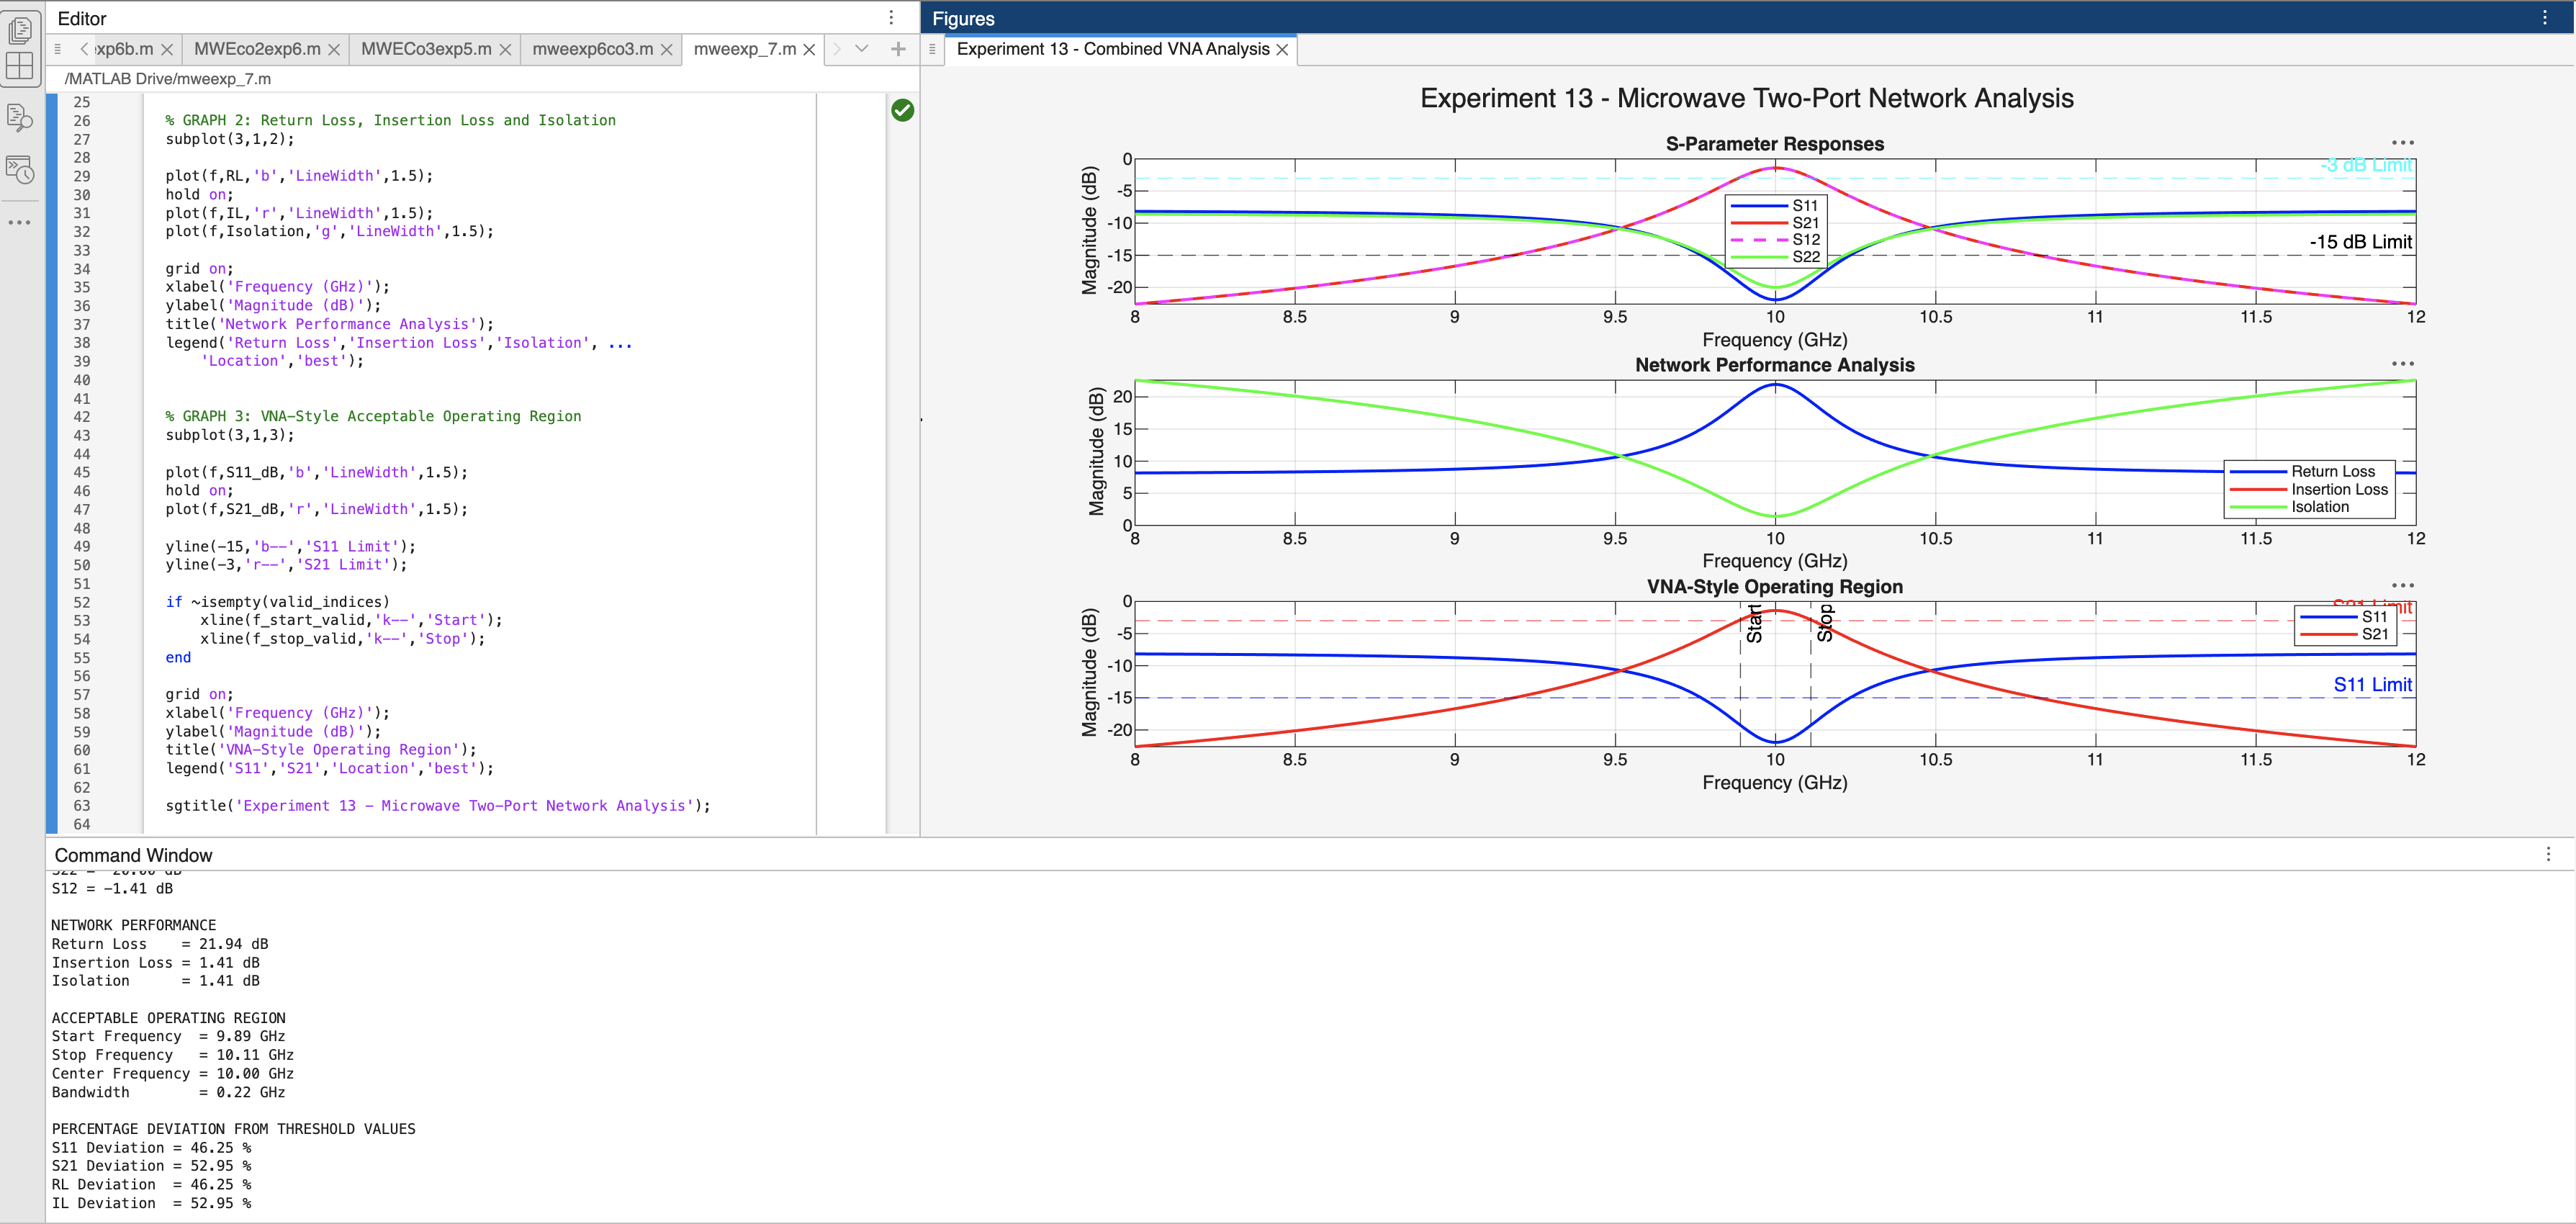 Editor
xp6b.m
MWEco2exp6.m
MWECo3exp5.m
mweexp6co3.m
mweexp_7.m
/MATLAB Drive/mweexp_7.m
25
26 % GRAPH 2: Return Loss, Insertion Loss and Isolation
27 subplot(3,1,2);
28
29 plot(f,RL,'b','LineWidth',1.5);
30 hold on;
31 plot(f,IL,'r','LineWidth',1.5);
32 plot(f,Isolation,'g','LineWidth',1.5);
33
34 grid on;
35 xlabel('Frequency (GHz)');
36 ylabel('Magnitude (dB)');
37 title('Network Performance Analysis');
38 legend('Return Loss','Insertion Loss','Isolation', ...
39 'Location','best');
40
41
42 % GRAPH 3: VNA-Style Acceptable Operating Region
43 subplot(3,1,3);
44
45 plot(f,S11_dB,'b','LineWidth',1.5);
46 hold on;
47 plot(f,S21_dB,'r','LineWidth',1.5);
48
49 yline(-15,'b--','S11 Limit');
50 yline(-3,'r--','S21 Limit');
51
52 if ~isempty(valid_indices)
53 xline(f_start_valid,'k--','Start');
54 xline(f_stop_valid,'k--','Stop');
55 end
56
57 grid on;
58 xlabel('Frequency (GHz)');
59 ylabel('Magnitude (dB)');
60 title('VNA-Style Operating Region');
61 legend('S11','S21','Location','best');
62
63 sgtitle('Experiment 13 - Microwave Two-Port Network Analysis');
64
Figures
Experiment 13 - Combined VNA Analysis
Experiment 13 - Microwave Two-Port Network Analysis
S-Parameter Responses
Magnitude (dB)
0
-5
-10
-15
-20
-3 dB Limit
-15 dB Limit
S11
S21
S12
S22
8 8.5 9 9.5 10 10.5 11 11.5 12
Frequency (GHz)
Network Performance Analysis
Magnitude (dB)
20
15
10
5
0
Return Loss
Insertion Loss
Isolation
8 8.5 9 9.5 10 10.5 11 11.5 12
Frequency (GHz)
VNA-Style Operating Region
Magnitude (dB)
0
-5
-10
-15
-20
Start
Stop
S21 Limit
S11
S21
S11 Limit
8 8.5 9 9.5 10 10.5 11 11.5 12
Frequency (GHz)
Command Window
S12 = -1.41 dB
NETWORK PERFORMANCE
Return Loss = 21.94 dB
Insertion Loss = 1.41 dB
Isolation = 1.41 dB
ACCEPTABLE OPERATING REGION
Start Frequency = 9.89 GHz
Stop Frequency = 10.11 GHz
Center Frequency = 10.00 GHz
Bandwidth = 0.22 GHz
PERCENTAGE DEVIATION FROM THRESHOLD VALUES
S11 Deviation = 46.25 %
S21 Deviation = 52.95 %
RL Deviation = 46.25 %
IL Deviation = 52.95 %